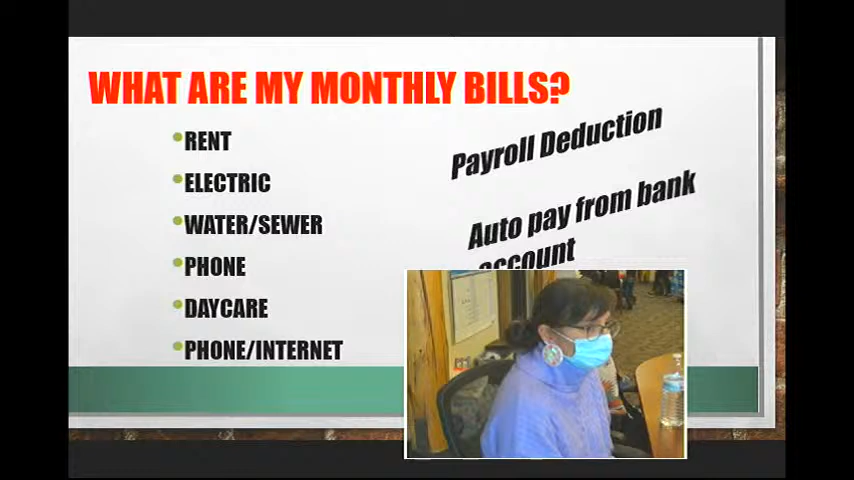 WHAT ARE MY MONTHLY BILLS?
•RENT
•ELECTRIC
•WATER/SEWER
•PHONE
•DAYCARE
•PHONE/INTERNET
Payroll Deduction
Auto pay from bank
account